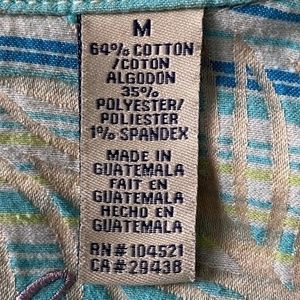 M
64% COTTON
/COTON
ALGODON
35%
POLYESTER/
POLIESTER
1% SPANDEX
MADE IN
GUATEMALA
FAIT EN
GUATEMALA
HECHO EN
GUATEMALA
RN# 104521
CA# 29438